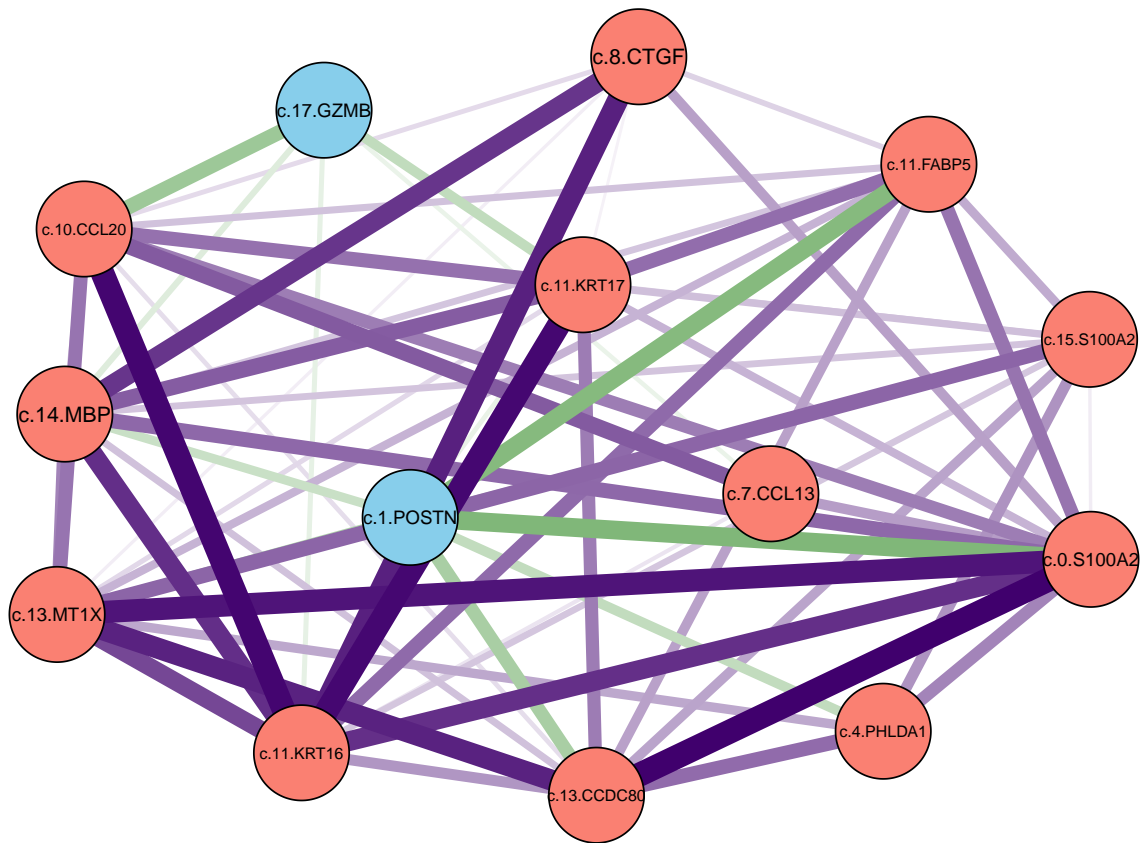 c.8.CTGF
c.17.GZMB
c.11.FABP5
c.10.CCL20
c.11.KRT17
c.15.S100A2
c.14.MBP
c.7.CCL13
c.1.POSTN
c.0.S100A2
c.13.MT1X
c.4.PHLDA1
c.11.KRT16
c.13.CCDC80